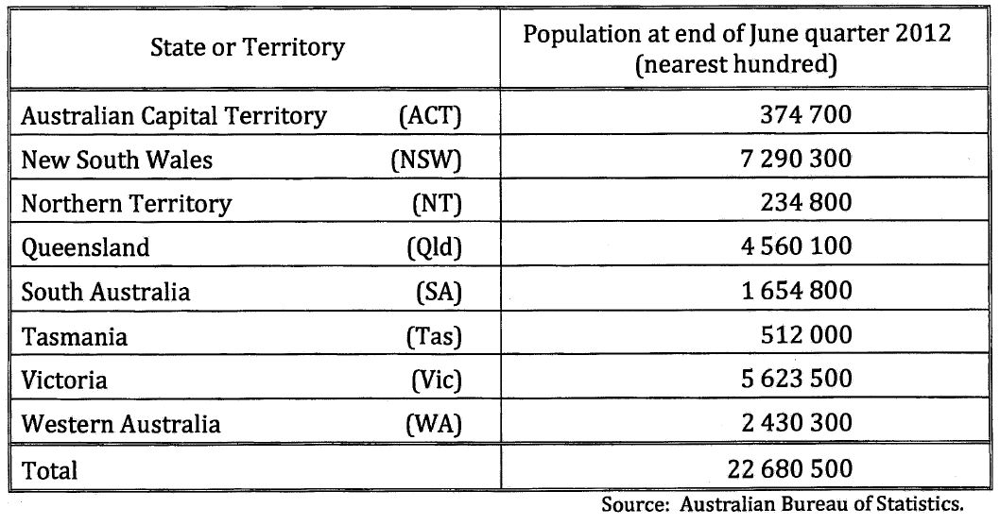 State or Territory
Population at end of June quarter 2012
(nearest hundred)
Australian Capital Territory (ACT) 374 700
New South Wales (NSW) 7 290 300
Northern Territory (NT) 234 800
Queensland (Qld) 4 560 100
South Australia (SA) 1 654 800
Tasmania (Tas) 512 000
Victoria (Vic) 5 623 500
Western Australia (WA) 2 430 300
Total 22 680 500
Source: Australian Bureau of Statistics.